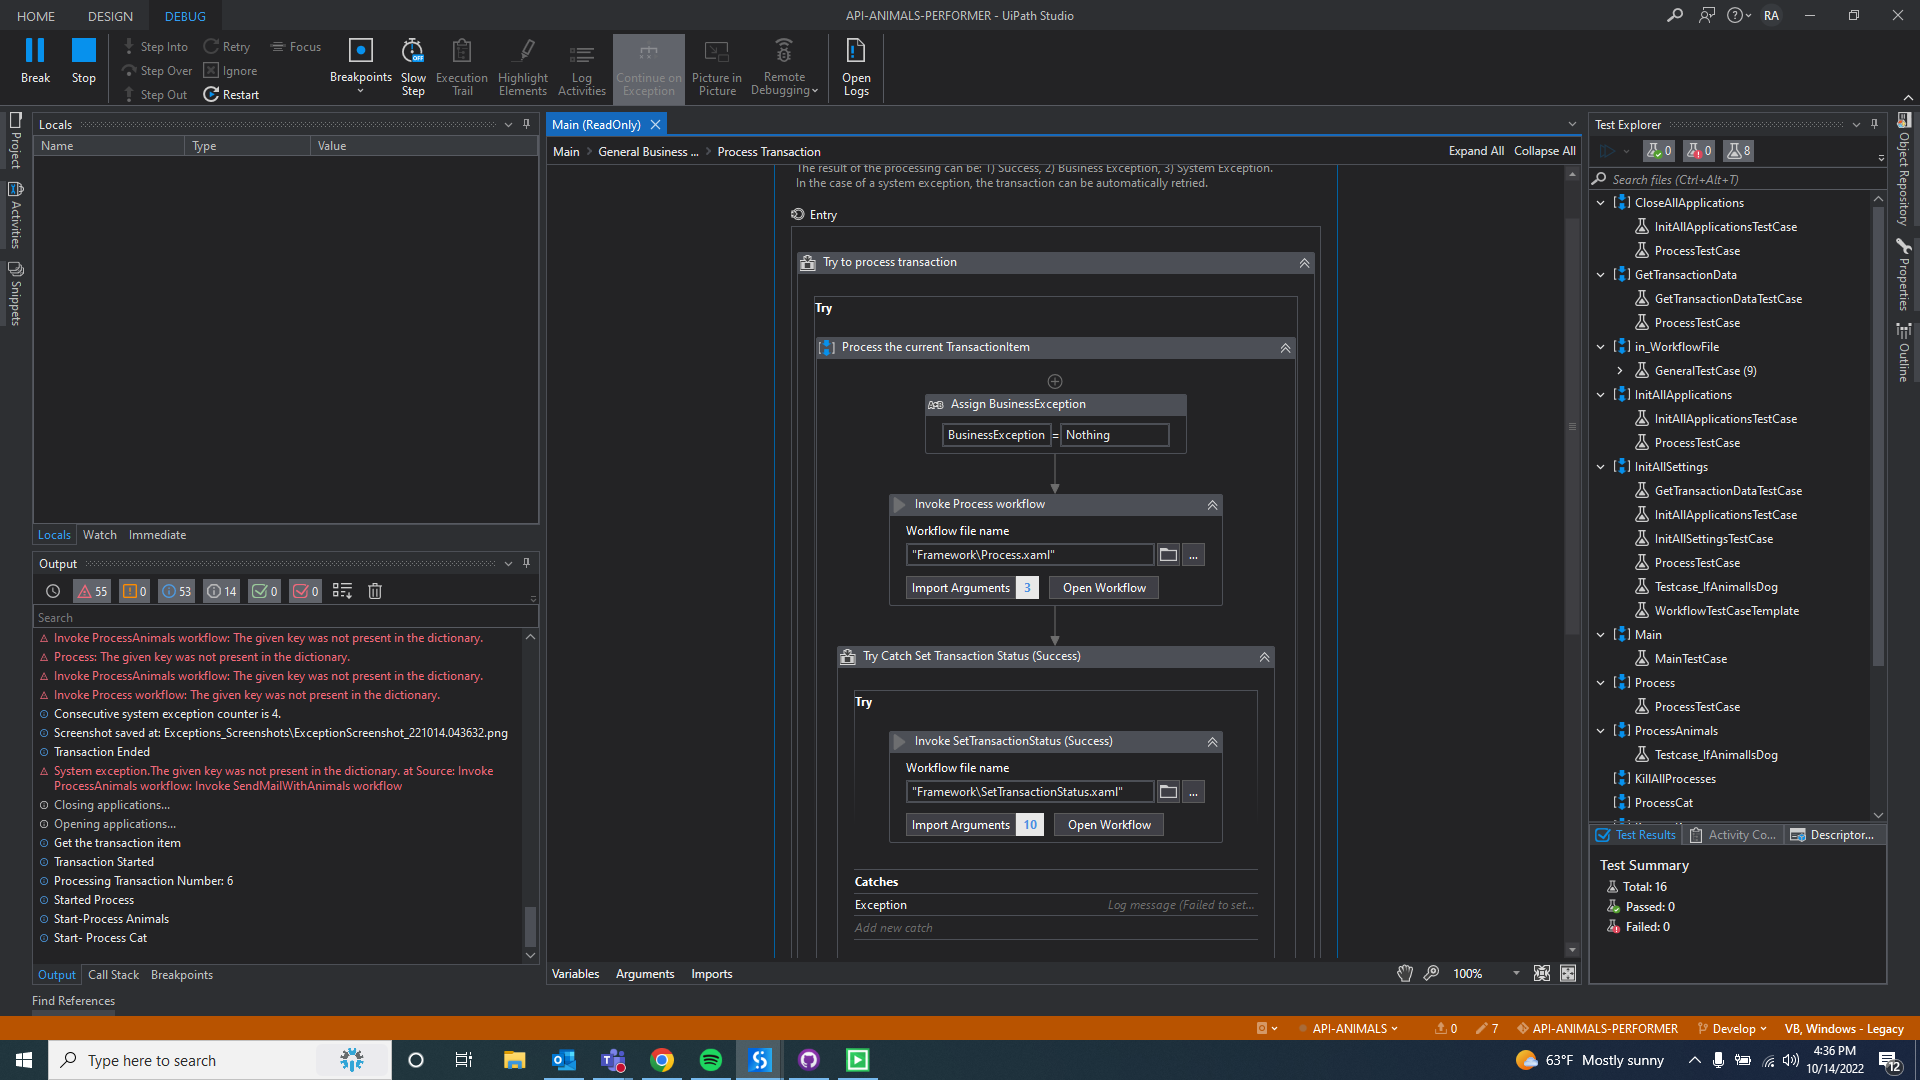 HOME
DESIGN
DEBUG
API-ANIMALS-PERFORMER - UiPath Studio
RA
Break
Stop
Step Into
Step Over
Step Out
Retry
Ignore
Restart
Focus
Breakpoints
Slow
Step
Execution
Trail
Highlight
Elements
Log
Activities
Continue on
Exception
Picture in
Picture
Remote
Debugging
Open
Logs
Project
Activities
Snippets
Locals
Name
Type
Value
Locals
Watch
Immediate
Output
55
0
53
14
0
0
Search
Invoke ProcessAnimals workflow: The given key was not present in the dictionary.
Process: The given key was not present in the dictionary.
Invoke ProcessAnimals workflow: The given key was not present in the dictionary.
Invoke Process workflow: The given key was not present in the dictionary.
Consecutive system exception counter is 4.
Screenshot saved at: Exceptions_Screenshots\ExceptionScreenshot_221014.043632.png
Transaction Ended
System exception.The given key was not present in the dictionary. at Source: Invoke
ProcessAnimals workflow: Invoke SendMailWithAnimals workflow
Closing applications...
Opening applications...
Get the transaction item
Transaction Started
Processing Transaction Number: 6
Started Process
Start-Process Animals
Start- Process Cat
Output
Call Stack
Breakpoints
Find References
Main (ReadOnly)
Main
General Business ...
Process Transaction
Expand All
Collapse All
The result of the processing can be: 1) Success, 2) Business Exception, 3) System Exception.
In the case of a system exception, the transaction can be automatically retried.
Entry
Try to process transaction
Try
Process the current TransactionItem
Assign BusinessException
BusinessException = Nothing
Invoke Process workflow
Workflow file name
"Framework\Process.xaml"
...
Import Arguments 3
Open Workflow
Try Catch Set Transaction Status (Success)
Try
Invoke SetTransactionStatus (Success)
Workflow file name
"Framework\SetTransactionStatus.xaml"
...
Import Arguments 10
Open Workflow
Catches
Exception
Log message (Failed to set...
Add new catch
Variables
Arguments
Imports
100%
Test Explorer
0
0
8
Search files (Ctrl+Alt+T)
CloseAllApplications
InitAllApplicationsTestCase
ProcessTestCase
GetTransactionData
GetTransactionDataTestCase
ProcessTestCase
in_WorkflowFile
GeneralTestCase (9)
InitAllApplications
InitAllApplicationsTestCase
ProcessTestCase
InitAllSettings
GetTransactionDataTestCase
InitAllApplicationsTestCase
InitAllSettingsTestCase
ProcessTestCase
Testcase_IfAnimalIsDog
WorkflowTestCaseTemplate
Main
MainTestCase
Process
ProcessTestCase
ProcessAnimals
Testcase_IfAnimalIsDog
KillAllProcesses
ProcessCat
Test Results
Activity Co...
Descriptor...
Test Summary
Total: 16
Passed: 0
Failed: 0
Object Repository
Properties
Outline
API-ANIMALS
0
7
API-ANIMALS-PERFORMER
Develop
VB, Windows - Legacy
Type here to search
63°F Mostly sunny
4:36 PM
10/14/2022
12